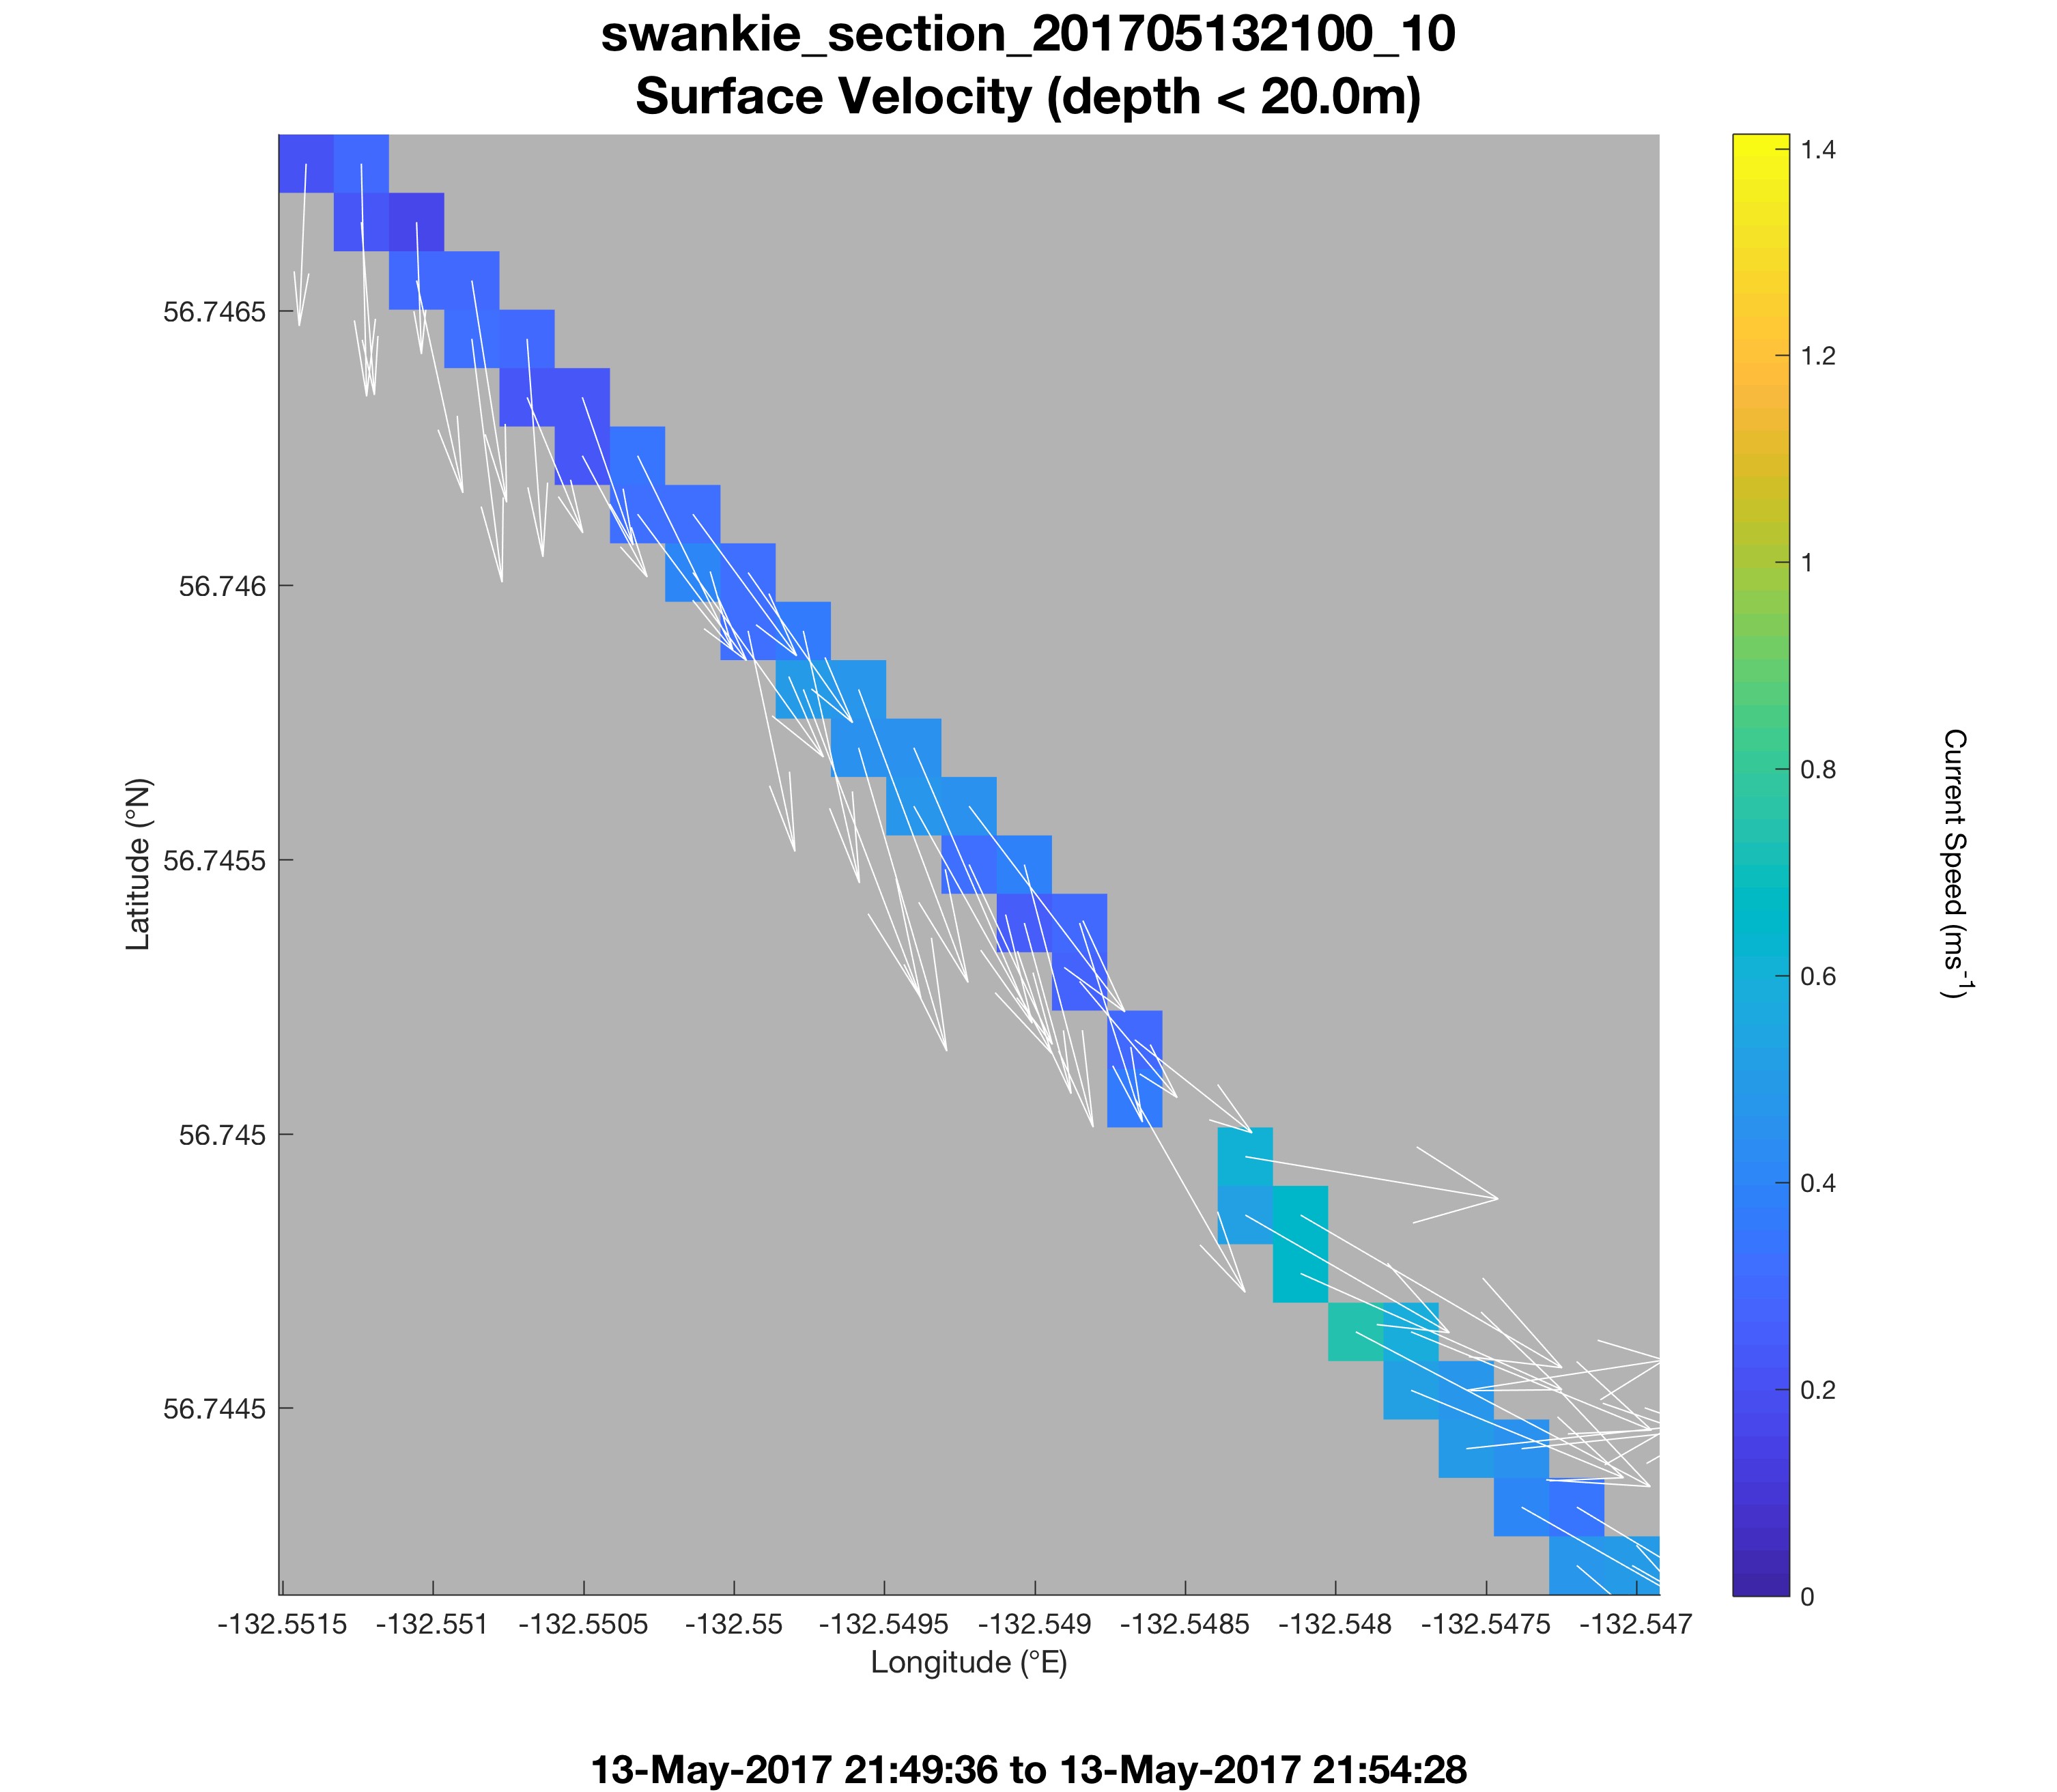 swankie_section_201705132100_10
Surface Velocity (depth < 20.0m)
56.7465
56.746
56.7455
56.745
56.7445
Latitude (°N)
-132.5515 -132.551 -132.5505 -132.55 -132.5495 -132.549 -132.5485 -132.548 -132.5475 -132.547
Longitude (°E)
1.4
1.2
1
0.8
0.6
0.4
0.2
0
Current Speed (ms⁻¹)
13-May-2017 21:49:36 to 13-May-2017 21:54:28